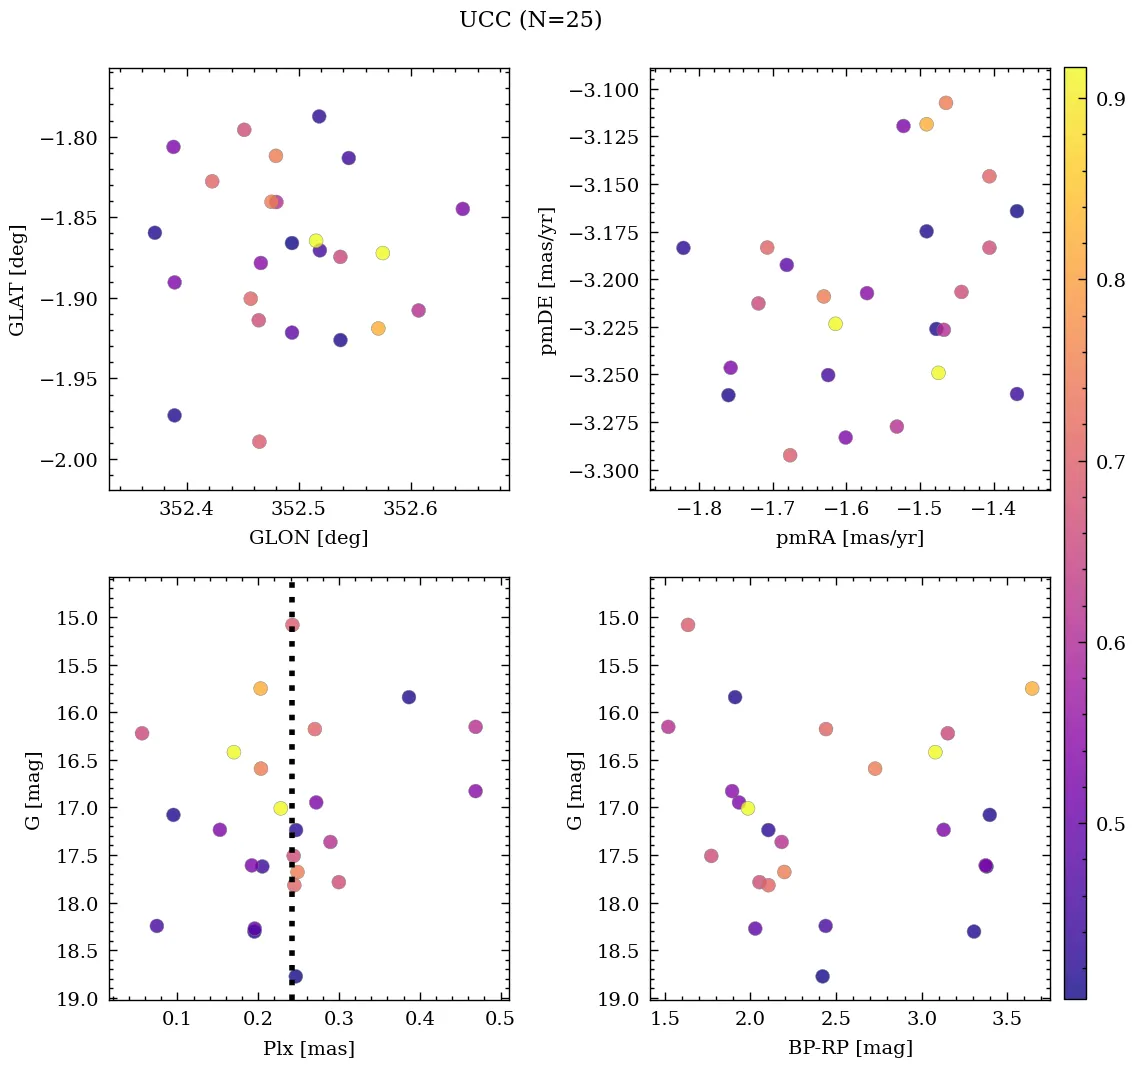 UCC (N=25)
−1.80
−1.85
−1.90
−1.95
−2.00
GLAT [deg]
352.4 352.5 352.6
GLON [deg]
−3.100
−3.125
−3.150
−3.175
−3.200
−3.225
−3.250
−3.275
−3.300
pmDE [mas/yr]
−1.8 −1.7 −1.6 −1.5 −1.4
pmRA [mas/yr]
15.0
15.5
16.0
16.5
17.0
17.5
18.0
18.5
19.0
G [mag]
0.1 0.2 0.3 0.4 0.5
Plx [mas]
15.0
15.5
16.0
16.5
17.0
17.5
18.0
18.5
19.0
G [mag]
1.5 2.0 2.5 3.0 3.5
BP-RP [mag]
0.9
0.8
0.7
0.6
0.5